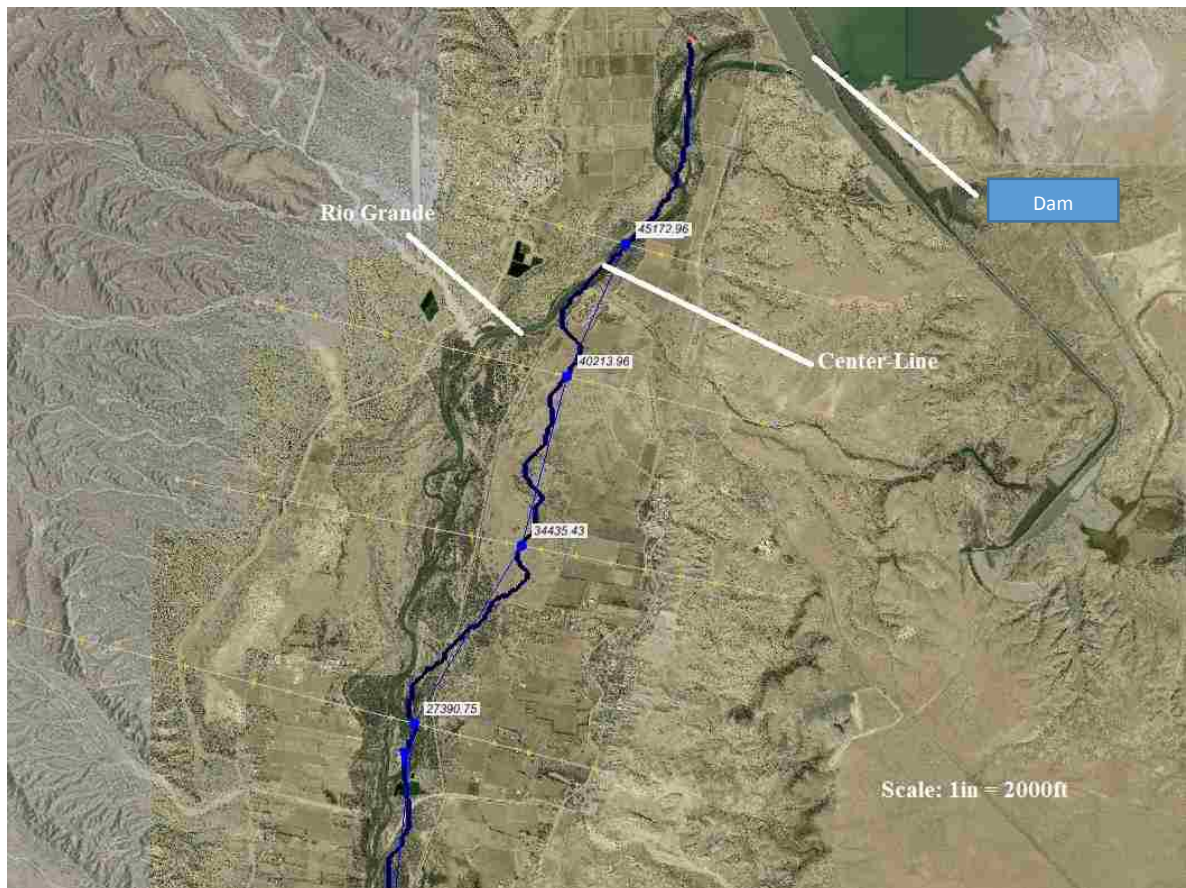 Dam
Rio Grande
45172.96
40213.96
Center-Line
34435.43
27390.75
Scale: 1in = 2000ft